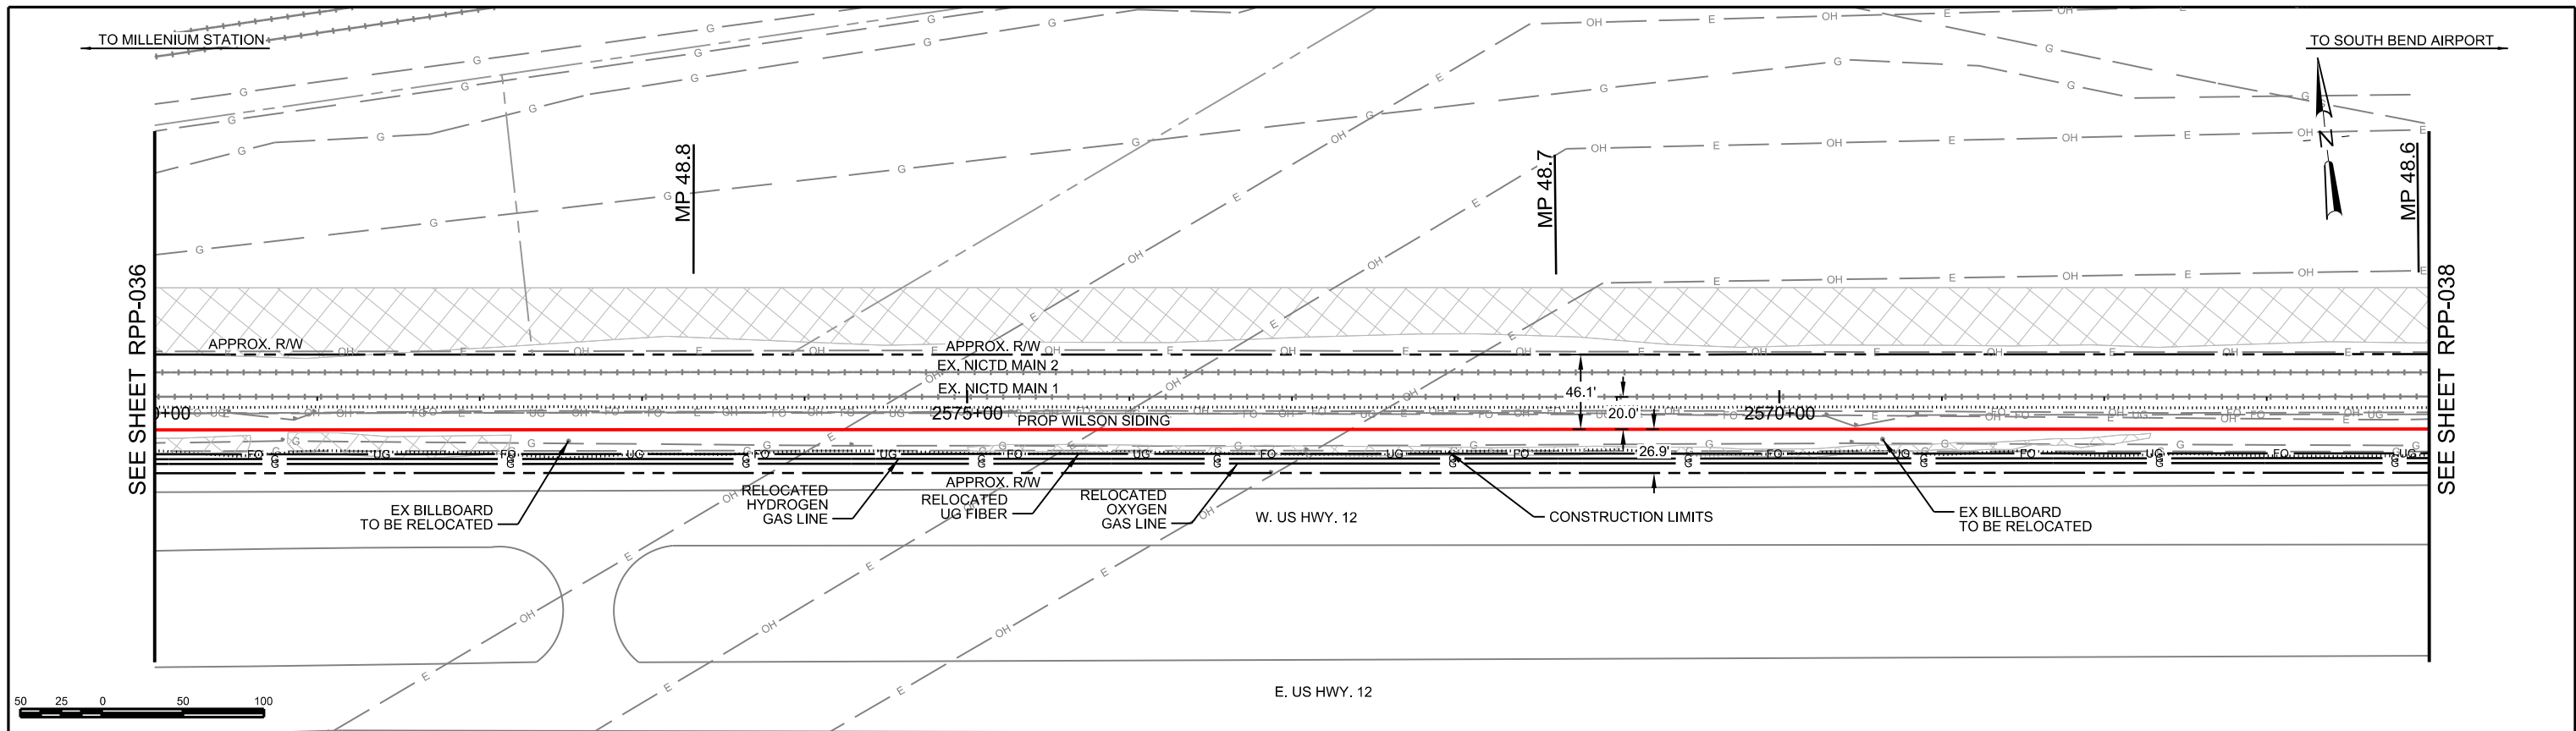 TO MILLENIUM STATION
TO SOUTH BEND AIRPORT
N
MP 48.8
MP 48.7
MP 48.6
SEE SHEET RPP-036
SEE SHEET RPP-038
APPROX. R/W
APPROX. R/W
EX. NICTD MAIN 2
EX. NICTD MAIN 1
46.1'
20.0'
0+00
2575+00
2570+00
PROP WILSON SIDING
26.9'
APPROX. R/W
EX BILLBOARD
TO BE RELOCATED
RELOCATED
HYDROGEN
GAS LINE
RELOCATED
UG FIBER
RELOCATED
OXYGEN
GAS LINE
W. US HWY. 12
CONSTRUCTION LIMITS
EX BILLBOARD
TO BE RELOCATED
E. US HWY. 12
50 25 0 50 100